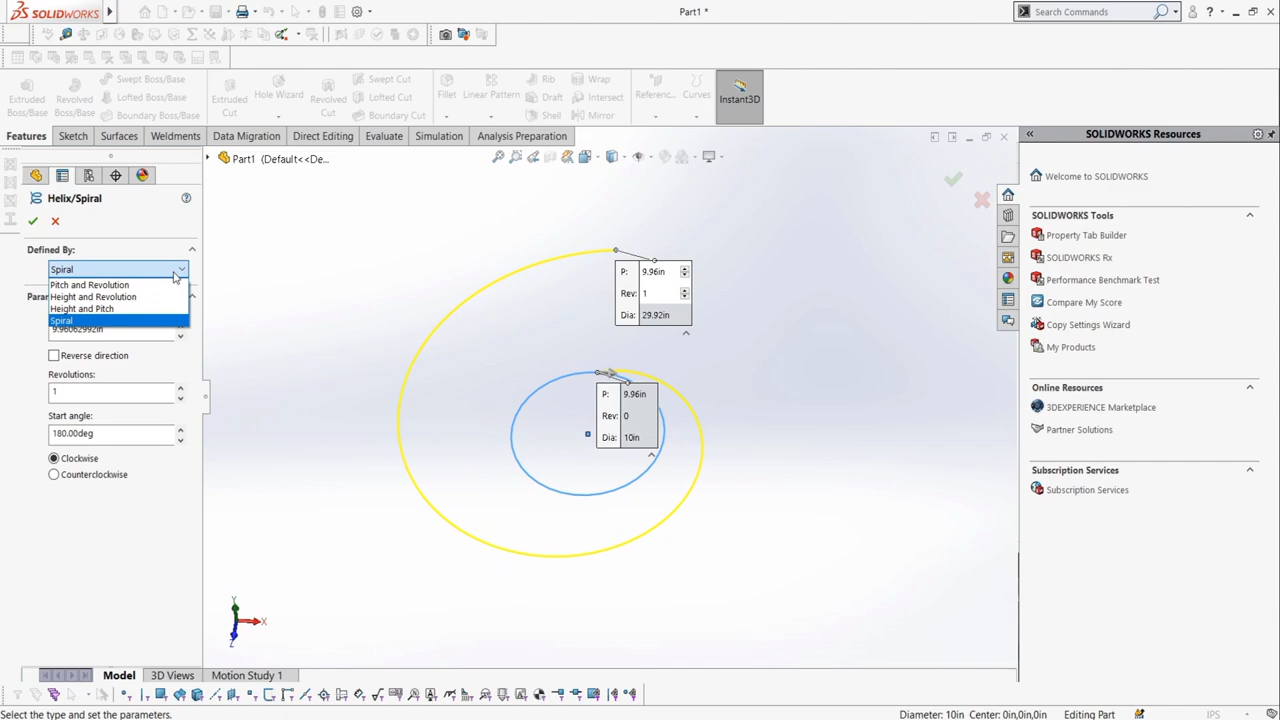 SOLIDWORKS
Part1 *
Search Commands
Extruded Boss/Base
Revolved Boss/Base
Swept Boss/Base
Lofted Boss/Base
Boundary Boss/Base
Extruded Cut
Hole Wizard
Revolved Cut
Swept Cut
Lofted Cut
Boundary Cut
Fillet
Linear Pattern
Rib
Draft
Shell
Wrap
Intersect
Mirror
Referenc...
Curves
Instant3D
Features
Sketch
Surfaces
Weldments
Data Migration
Direct Editing
Evaluate
Simulation
Analysis Preparation
Part1 (Default<<De...
Helix/Spiral
Defined By:
Spiral
Pitch and Revolution
Height and Revolution
Height and Pitch
Spiral
Para
9.96062992in
Reverse direction
Revolutions:
1
Start angle:
180.00deg
Clockwise
Counterclockwise
P: 9.96in
Rev: 1
Dia: 29.92in
P: 9.96in
Rev: 0
Dia: 10in
Y
X
Z
SOLIDWORKS Resources
Welcome to SOLIDWORKS
SOLIDWORKS Tools
Property Tab Builder
SOLIDWORKS Rx
Performance Benchmark Test
Compare My Score
Copy Settings Wizard
My Products
Online Resources
3DEXPERIENCE Marketplace
Partner Solutions
Subscription Services
Subscription Services
Model
3D Views
Motion Study 1
Select the type and set the parameters.
Diameter: 10in Center: 0in,0in,0in
Editing Part
IPS